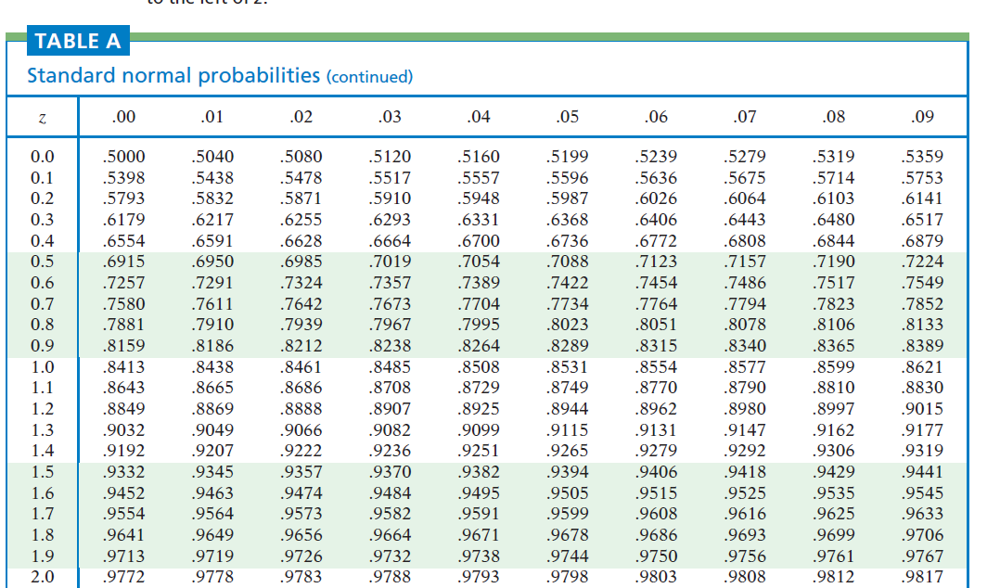 to the left of z.
TABLE A
Standard normal probabilities (continued)
z .00 .01 .02 .03 .04 .05 .06 .07 .08 .09
0.0 .5000 .5040 .5080 .5120 .5160 .5199 .5239 .5279 .5319 .5359
0.1 .5398 .5438 .5478 .5517 .5557 .5596 .5636 .5675 .5714 .5753
0.2 .5793 .5832 .5871 .5910 .5948 .5987 .6026 .6064 .6103 .6141
0.3 .6179 .6217 .6255 .6293 .6331 .6368 .6406 .6443 .6480 .6517
0.4 .6554 .6591 .6628 .6664 .6700 .6736 .6772 .6808 .6844 .6879
0.5 .6915 .6950 .6985 .7019 .7054 .7088 .7123 .7157 .7190 .7224
0.6 .7257 .7291 .7324 .7357 .7389 .7422 .7454 .7486 .7517 .7549
0.7 .7580 .7611 .7642 .7673 .7704 .7734 .7764 .7794 .7823 .7852
0.8 .7881 .7910 .7939 .7967 .7995 .8023 .8051 .8078 .8106 .8133
0.9 .8159 .8186 .8212 .8238 .8264 .8289 .8315 .8340 .8365 .8389
1.0 .8413 .8438 .8461 .8485 .8508 .8531 .8554 .8577 .8599 .8621
1.1 .8643 .8665 .8686 .8708 .8729 .8749 .8770 .8790 .8810 .8830
1.2 .8849 .8869 .8888 .8907 .8925 .8944 .8962 .8980 .8997 .9015
1.3 .9032 .9049 .9066 .9082 .9099 .9115 .9131 .9147 .9162 .9177
1.4 .9192 .9207 .9222 .9236 .9251 .9265 .9279 .9292 .9306 .9319
1.5 .9332 .9345 .9357 .9370 .9382 .9394 .9406 .9418 .9429 .9441
1.6 .9452 .9463 .9474 .9484 .9495 .9505 .9515 .9525 .9535 .9545
1.7 .9554 .9564 .9573 .9582 .9591 .9599 .9608 .9616 .9625 .9633
1.8 .9641 .9649 .9656 .9664 .9671 .9678 .9686 .9693 .9699 .9706
1.9 .9713 .9719 .9726 .9732 .9738 .9744 .9750 .9756 .9761 .9767
2.0 .9772 .9778 .9783 .9788 .9793 .9798 .9803 .9808 .9812 .9817